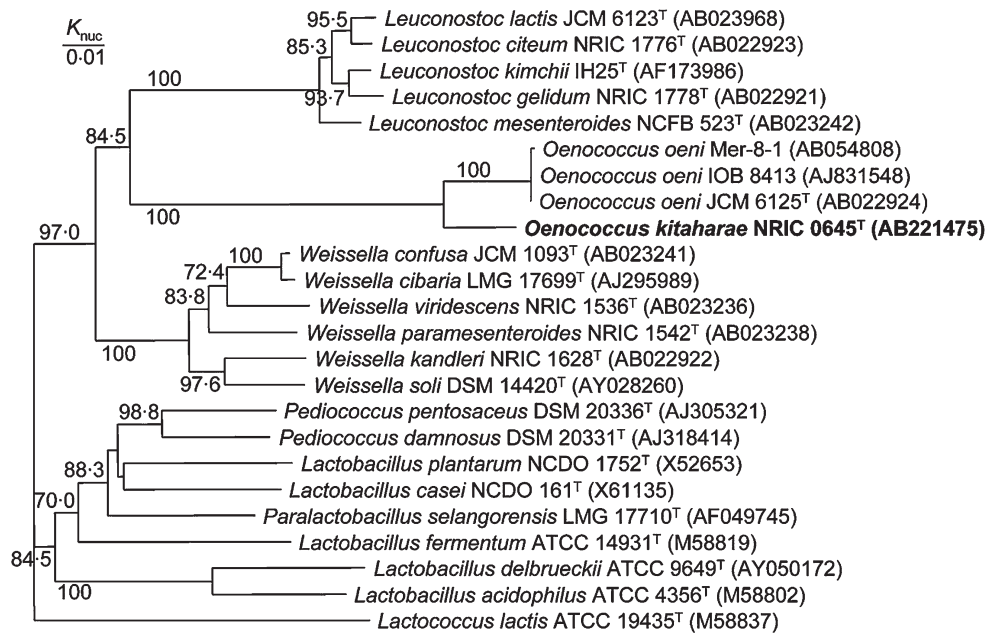 K nuc
0·01
95·5
Leuconostoc lactis JCM 6123ᵀ (AB023968)
Leuconostoc citeum NRIC 1776ᵀ (AB022923)
85·3
Leuconostoc kimchii IH25ᵀ (AF173986)
100
93·7
Leuconostoc gelidum NRIC 1778ᵀ (AB022921)
Leuconostoc mesenteroides NCFB 523ᵀ (AB023242)
84·5
Oenococcus oeni Mer-8-1 (AB054808)
100
Oenococcus oeni IOB 8413 (AJ831548)
Oenococcus oeni JCM 6125ᵀ (AB022924)
100
Oenococcus kitaharae NRIC 0645ᵀ (AB221475)
97·0
Weissella confusa JCM 1093ᵀ (AB023241)
100
72·4
Weissella cibaria LMG 17699ᵀ (AJ295989)
83·8
Weissella viridescens NRIC 1536ᵀ (AB023236)
Weissella paramesenteroides NRIC 1542ᵀ (AB023238)
100
Weissella kandleri NRIC 1628ᵀ (AB022922)
97·6
Weissella soli DSM 14420ᵀ (AY028260)
98·8
Pediococcus pentosaceus DSM 20336ᵀ (AJ305321)
Pediococcus damnosus DSM 20331ᵀ (AJ318414)
88·3
Lactobacillus plantarum NCDO 1752ᵀ (X52653)
Lactobacillus casei NCDO 161ᵀ (X61135)
70·0
Paralactobacillus selangorensis LMG 17710ᵀ (AF049745)
Lactobacillus fermentum ATCC 14931ᵀ (M58819)
84·5
Lactobacillus delbrueckii ATCC 9649ᵀ (AY050172)
100
Lactobacillus acidophilus ATCC 4356ᵀ (M58802)
Lactococcus lactis ATCC 19435ᵀ (M58837)